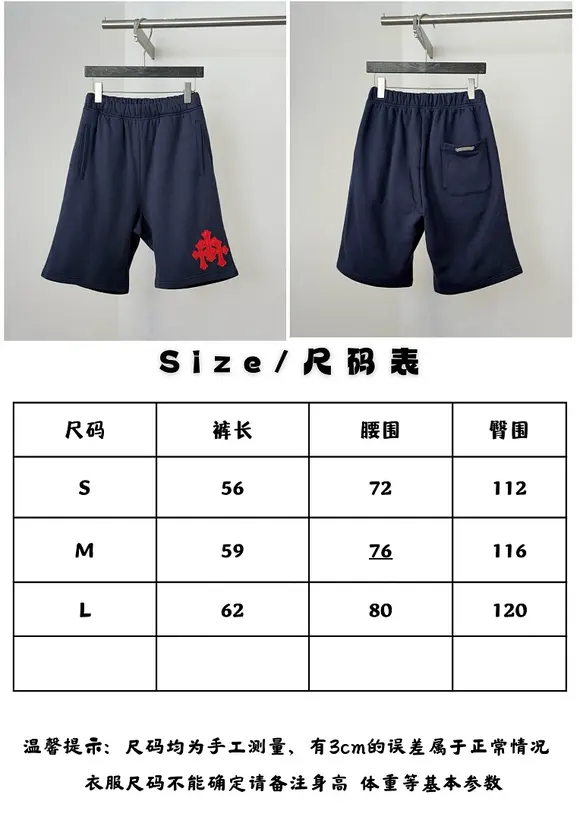 Size/尺码表
尺码 裤长 腰围 臀围
S 56 72 112
M 59 76 116
L 62 80 120
温馨提示：尺码均为手工测量、有3cm的误差属于正常情况
衣服尺码不能确定请备注身高 体重等基本参数